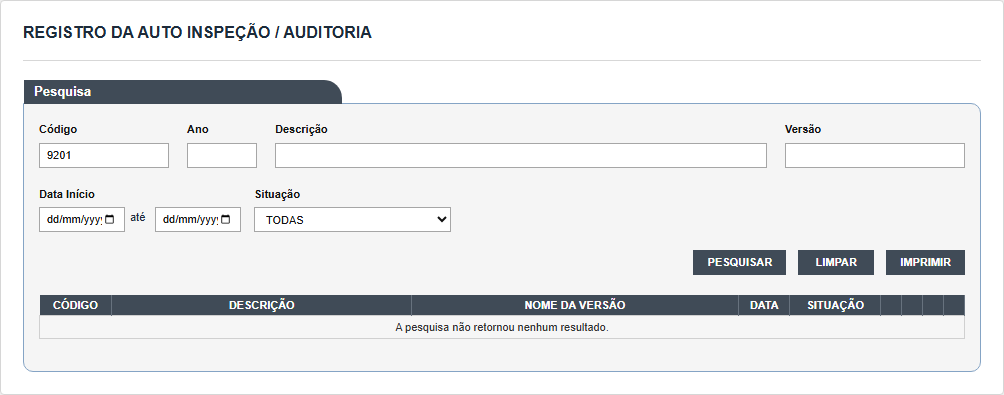 REGISTRO DA AUTO INSPEÇÃO / AUDITORIA
Pesquisa
Código Ano Descrição Versão
9201
Data Início Situação
dd/mm/yyyy até dd/mm/yyyy TODAS
PESQUISAR LIMPAR IMPRIMIR
CÓDIGO DESCRIÇÃO NOME DA VERSÃO DATA SITUAÇÃO
A pesquisa não retornou nenhum resultado.